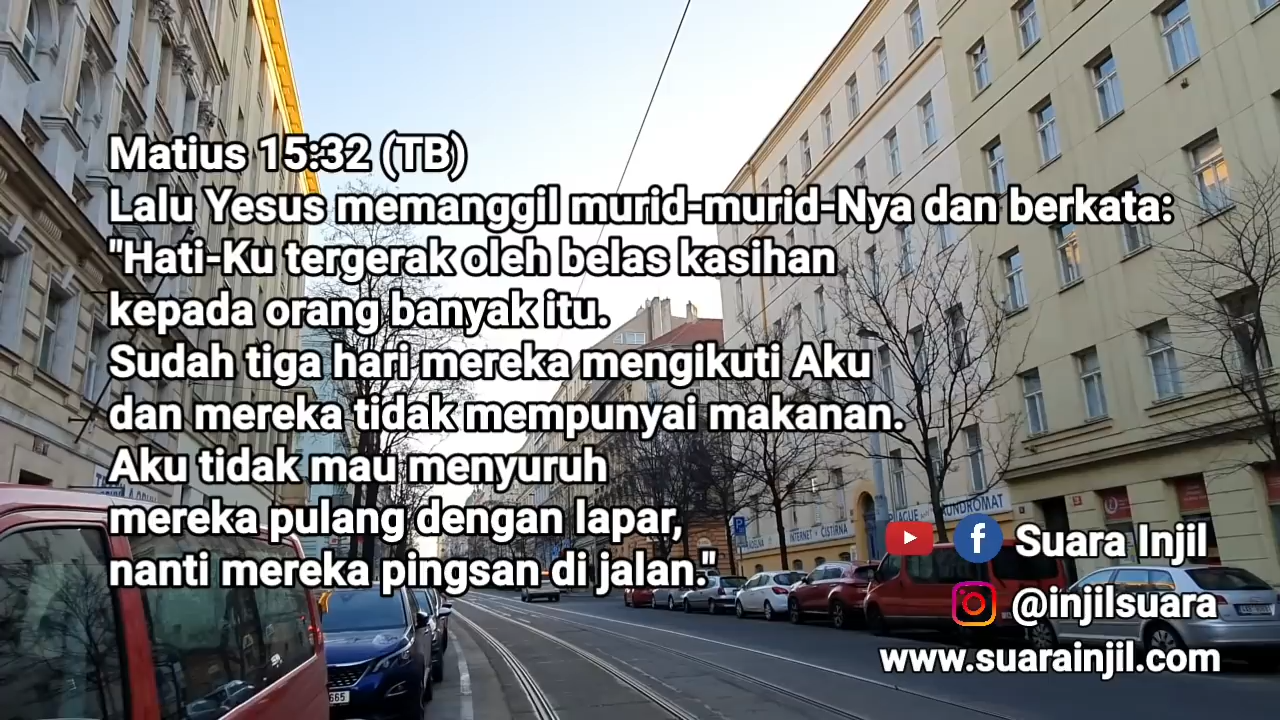 Matius 15:32 (TB)
Lalu Yesus memanggil murid-murid-Nya dan berkata:
"Hati-Ku tergerak oleh belas kasihan
kepada orang banyak itu.
Sudah tiga hari mereka mengikuti Aku
dan mereka tidak mempunyai makanan.
Aku tidak mau menyuruh
mereka pulang dengan lapar,
nanti mereka pingsan di jalan."
Suara Injil
@injilsuara
www.suarainjil.com
INTERNET • ČISTÍRNA
P
665